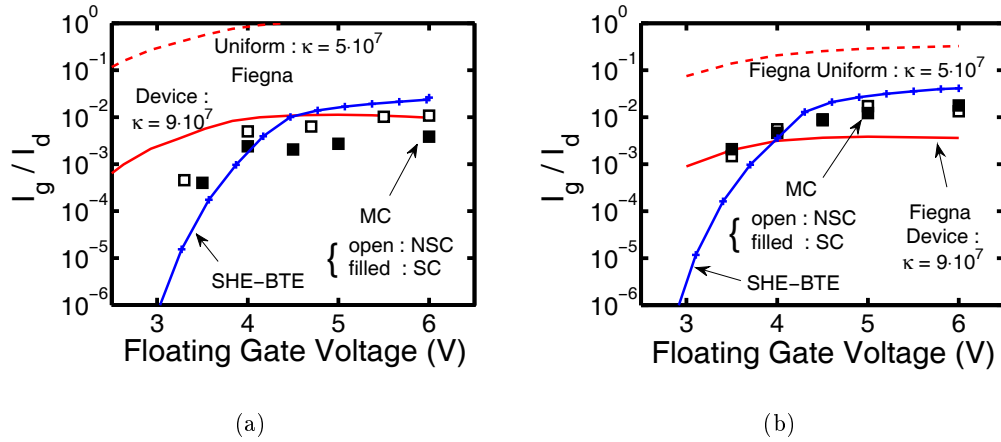 10^0
10^-1
10^-2
10^-3
10^-4
10^-5
10^-6
I_g / I_d
Uniform : κ = 5·10^7
Fiegna
Device :
κ = 9·10^7
MC
{ open : NSC
filled : SC
SHE-BTE
3 4 5 6
Floating Gate Voltage (V)
(a)
10^0
10^-1
10^-2
10^-3
10^-4
10^-5
10^-6
I_g / I_d
Fiegna Uniform : κ = 5·10^7
MC
{ open : NSC
filled : SC
Fiegna
Device :
κ = 9·10^7
SHE-BTE
3 4 5 6
Floating Gate Voltage (V)
(b)